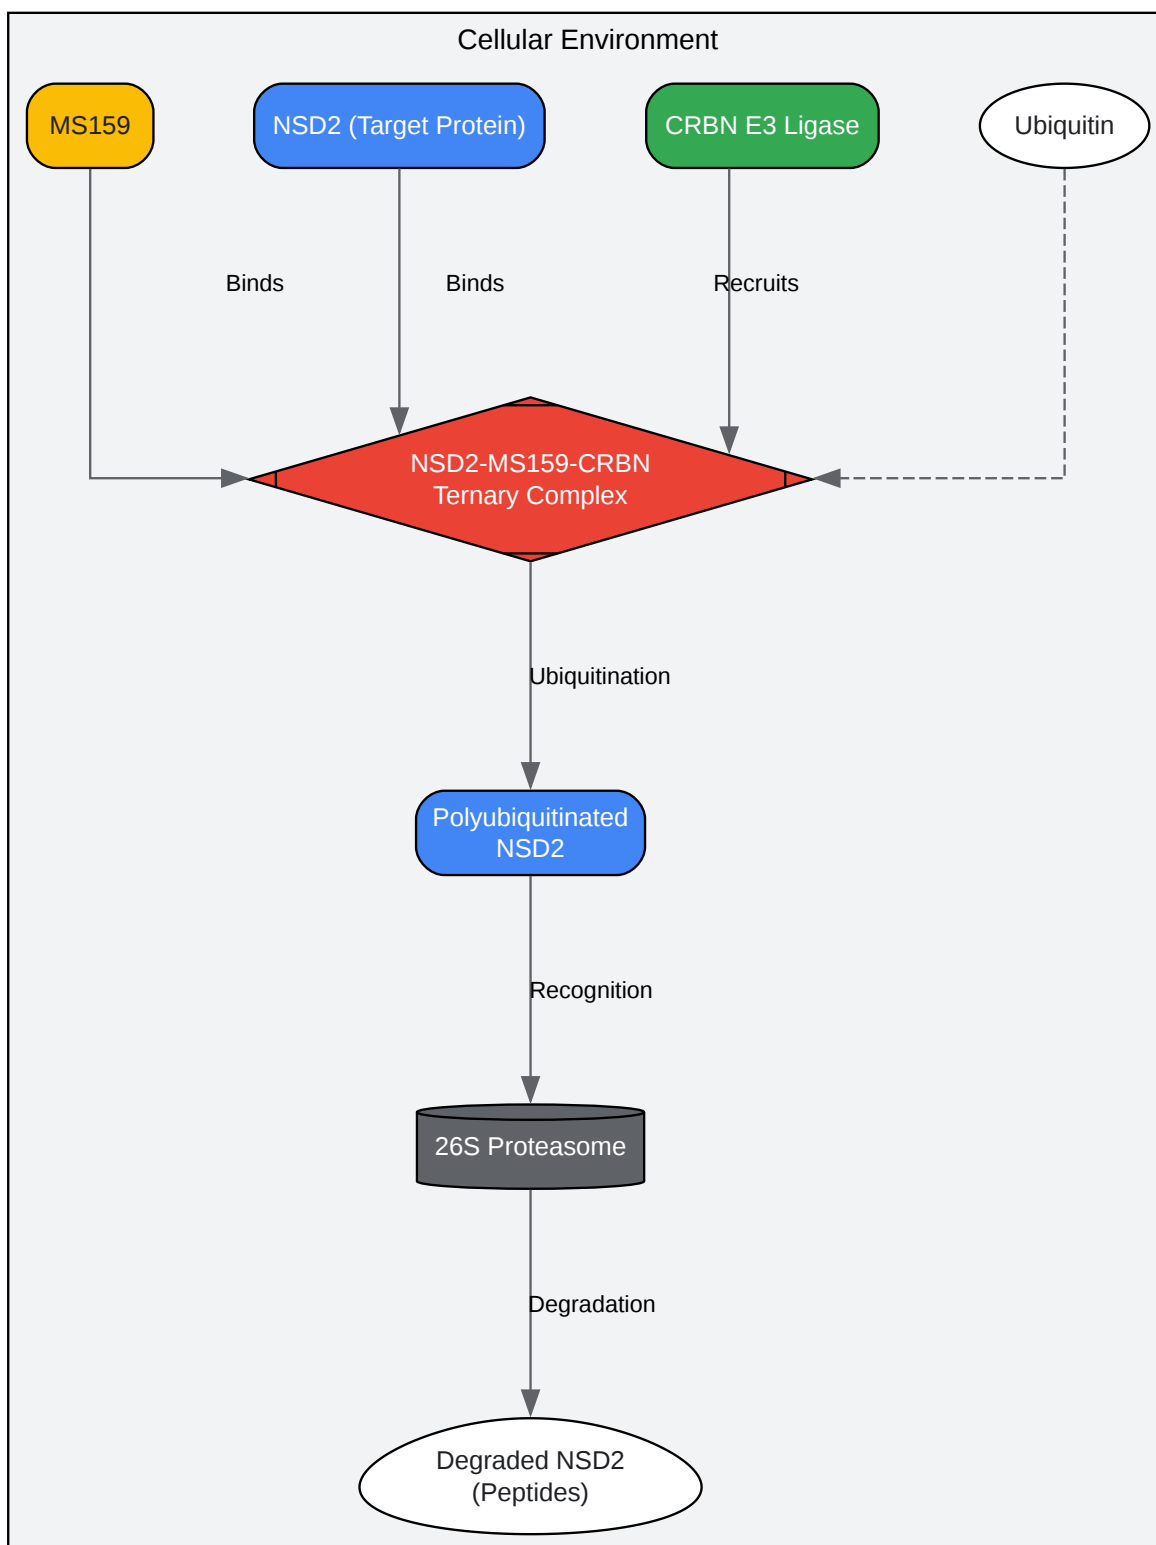 Cellular Environment
MS159
NSD2 (Target Protein)
CRBN E3 Ligase
Ubiquitin
Binds
Binds
Recruits
NSD2-MS159-CRBN
Ternary Complex
Ubiquitination
Polyubiquitinated
NSD2
Recognition
26S Proteasome
Degradation
Degraded NSD2
(Peptides)